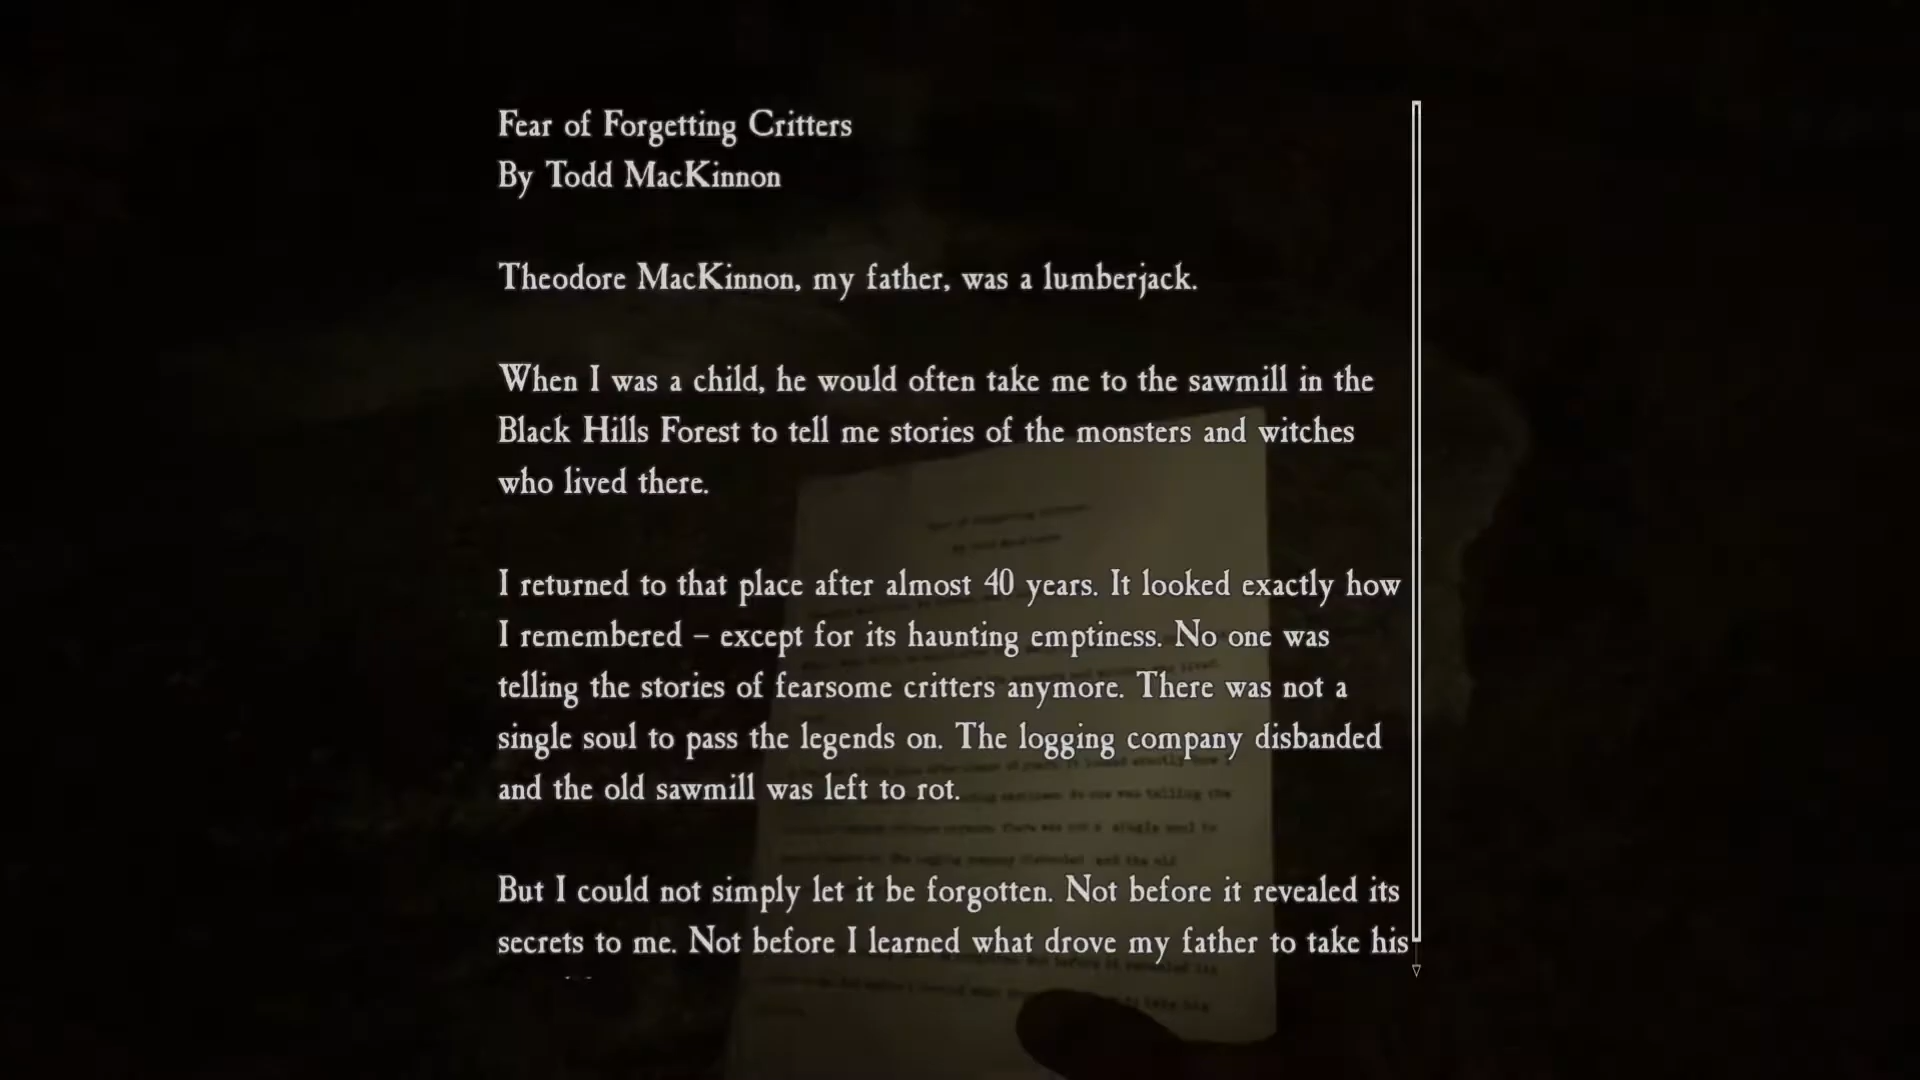 Fear of Forgetting Critters
By Todd MacKinnon
Theodore MacKinnon, my father, was a lumberjack.
When I was a child, he would often take me to the sawmill in the
Black Hills Forest to tell me stories of the monsters and witches
who lived there.
I returned to that place after almost 40 years. It looked exactly how
I remembered – except for its haunting emptiness. No one was
telling the stories of fearsome critters anymore. There was not a
single soul to pass the legends on. The logging company disbanded
and the old sawmill was left to rot.
But I could not simply let it be forgotten. Not before it revealed its
secrets to me. Not before I learned what drove my father to take his